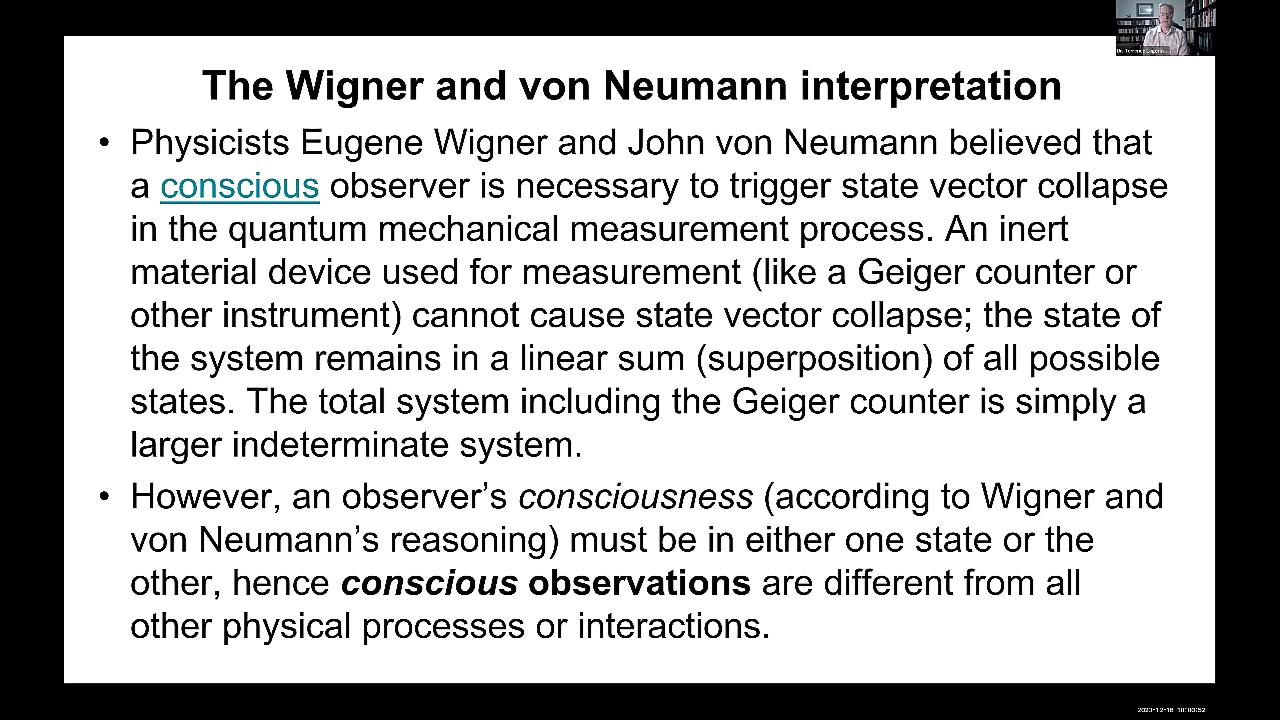 The Wigner and von Neumann interpretation
• Physicists Eugene Wigner and John von Neumann believed that
a conscious observer is necessary to trigger state vector collapse
in the quantum mechanical measurement process. An inert
material device used for measurement (like a Geiger counter or
other instrument) cannot cause state vector collapse; the state of
the system remains in a linear sum (superposition) of all possible
states. The total system including the Geiger counter is simply a
larger indeterminate system.
• However, an observer’s consciousness (according to Wigner and
von Neumann’s reasoning) must be in either one state or the
other, hence conscious observations are different from all
other physical processes or interactions.
Dr. Terrence